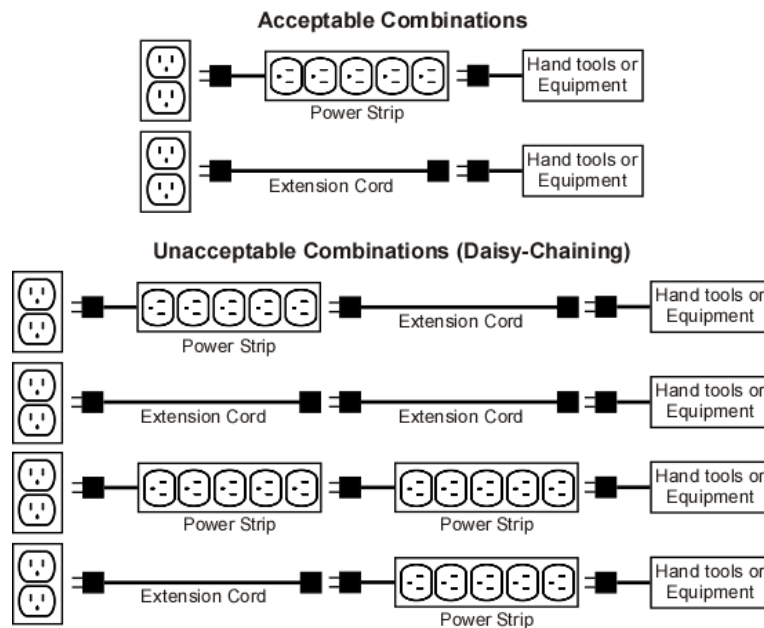 Acceptable Combinations
Hand tools or
Equipment
Power Strip
Hand tools or
Equipment
Extension Cord
Unacceptable Combinations (Daisy-Chaining)
Hand tools or
Equipment
Extension Cord
Power Strip
Hand tools or
Equipment
Extension Cord
Extension Cord
Hand tools or
Equipment
Power Strip
Power Strip
Hand tools or
Equipment
Extension Cord
Power Strip